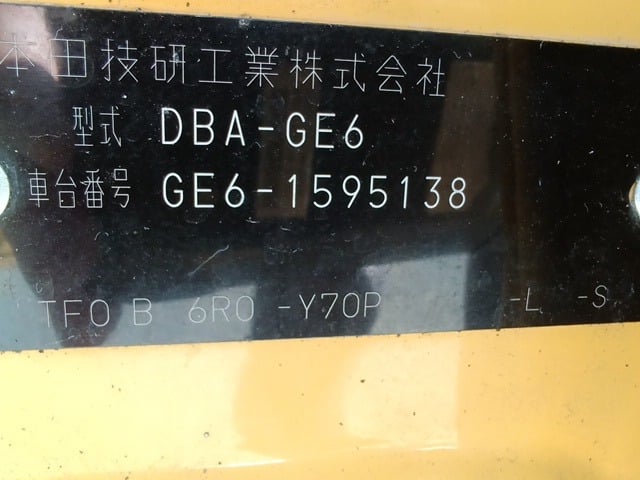 本田技研工業株式会社
型式 DBA-GE6
車台番号 GE6-1595138
TFO B 6RO -Y70P -L -S